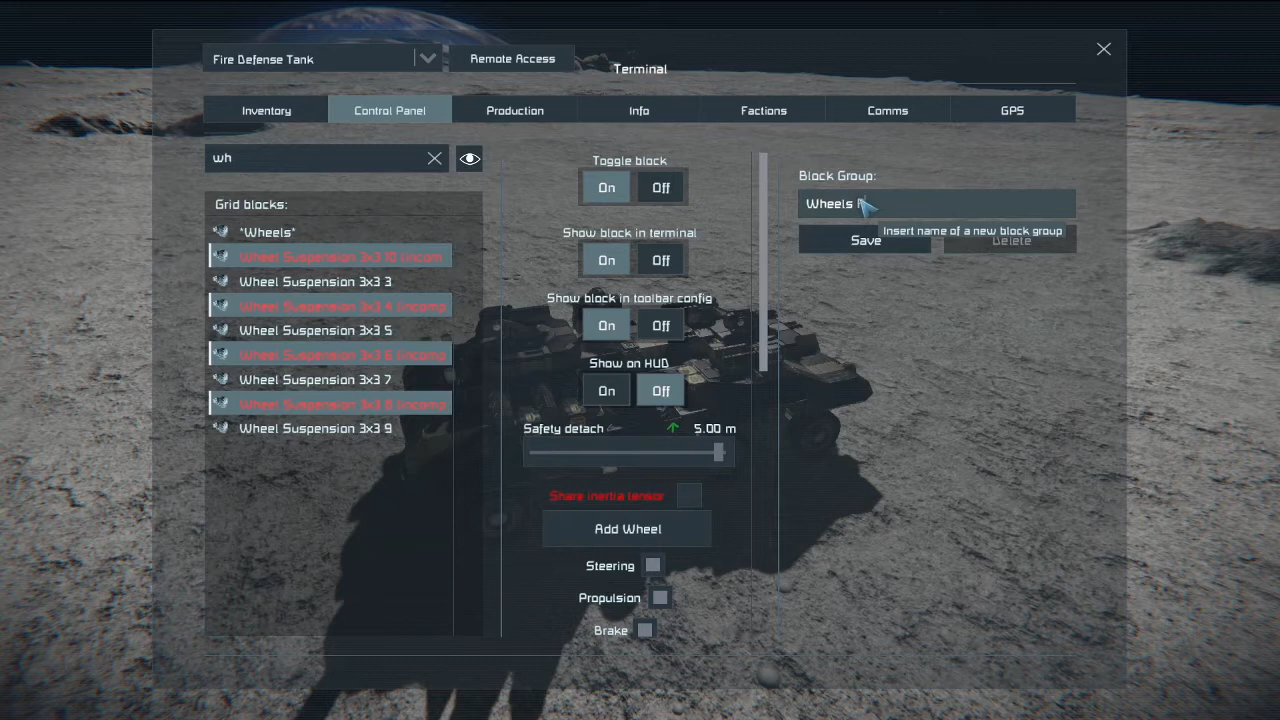 Fire Defense Tank
Remote Access
Terminal
Inventory
Control Panel
Production
Info
Factions
Comms
GPS
wh
Grid blocks:
*Wheels*
Wheel Suspension 3x3 10 (incom
Wheel Suspension 3x3 3
Wheel Suspension 3x3 4 (incomp
Wheel Suspension 3x3 5
Wheel Suspension 3x3 6 (incomp
Wheel Suspension 3x3 7
Wheel Suspension 3x3 8 (incomp
Wheel Suspension 3x3 9
Toggle block
On Off
Show block in terminal
On Off
Show block in toolbar config
On Off
Show on HUD
On Off
Safety detach 5.00 m
Share inertia tensor
Add Wheel
Steering
Propulsion
Brake
Block Group:
Wheels
Insert name of a new block group
Save
Delete